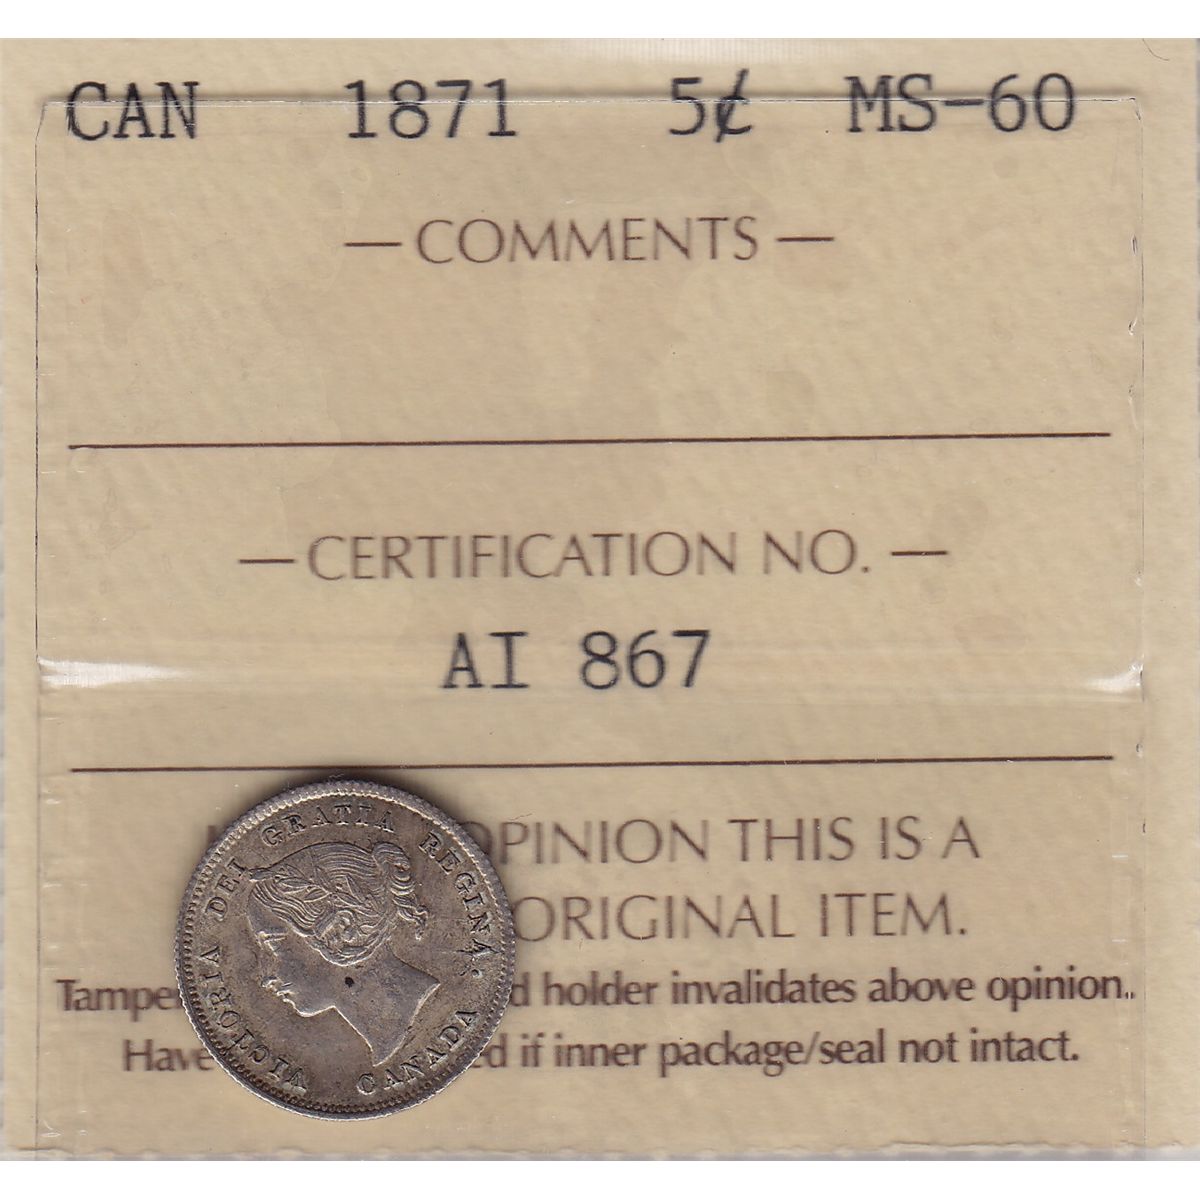 CAN 1871 5¢ MS-60
— COMMENTS —
— CERTIFICATION NO. —
AI 867
OPINION THIS IS A
ORIGINAL ITEM.
holder invalidates above opinion.
Have if inner package/seal not intact.
VICTORIA DEI GRATIA REGINA.
CANADA